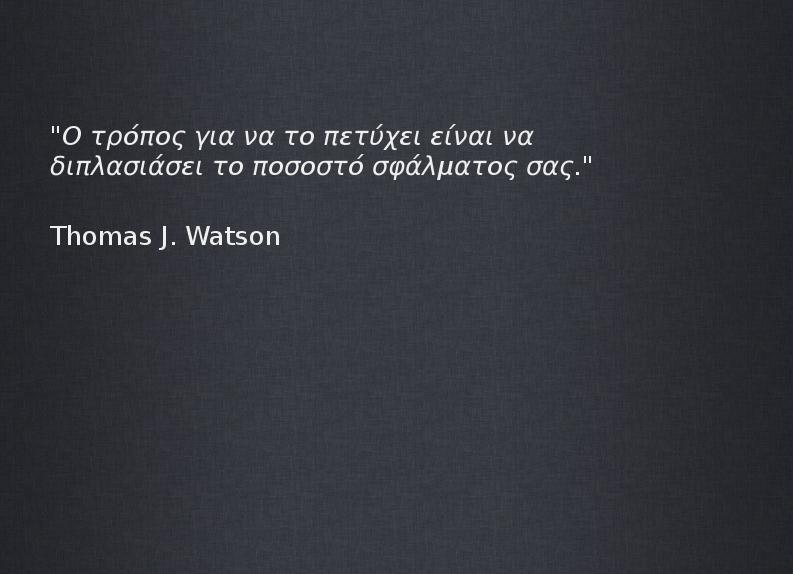 "Ο τρόπος για να το πετύχει είναι να
διπλασιάσει το ποσοστό σφάλματος σας."
Thomas J. Watson